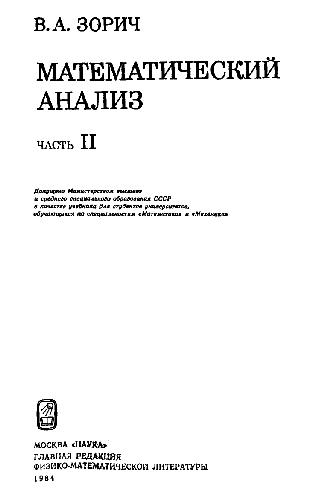 В. А. ЗОРИЧ
МАТЕМАТИЧЕСКИЙ
АНАЛИЗ
ЧАСТЬ II
Допущено Министерством высшего
и среднего специального образования СССР
в качестве учебника для студентов университетов,
обучающихся по специальностям «Математика» и «Механика»
МОСКВА «НАУКА»
ГЛАВНАЯ РЕДАКЦИЯ
ФИЗИКО-МАТЕМАТИЧЕСКОЙ ЛИТЕРАТУРЫ
1984